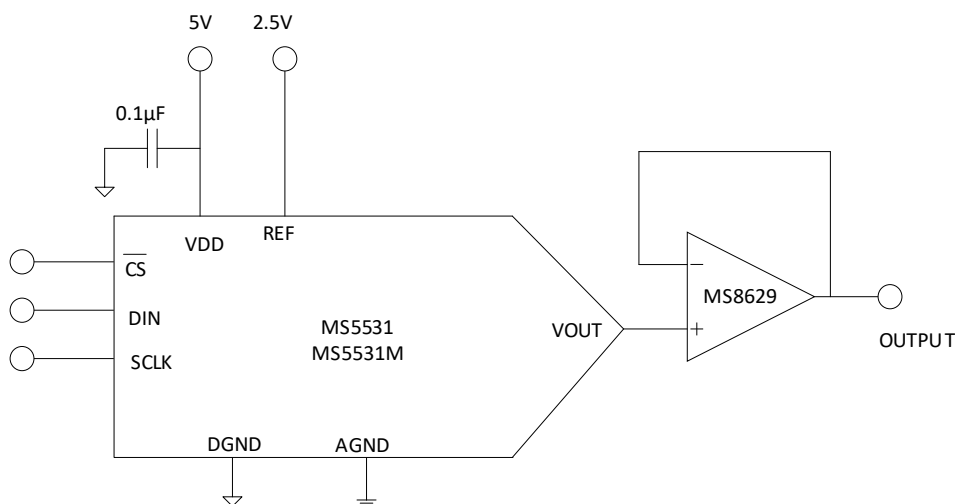 5V
2.5V
0.1μF
VDD
REF
CS
DIN
SCLK
MS5531
MS5531M
VOUT
DGND
AGND
−
+
MS8629
OUTPUT